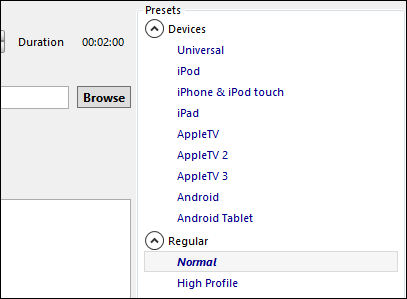 Presets
Devices
Duration 00:02:00
Universal
iPod
Browse
iPhone & iPod touch
iPad
AppleTV
AppleTV 2
AppleTV 3
Android
Android Tablet
Regular
Normal
High Profile